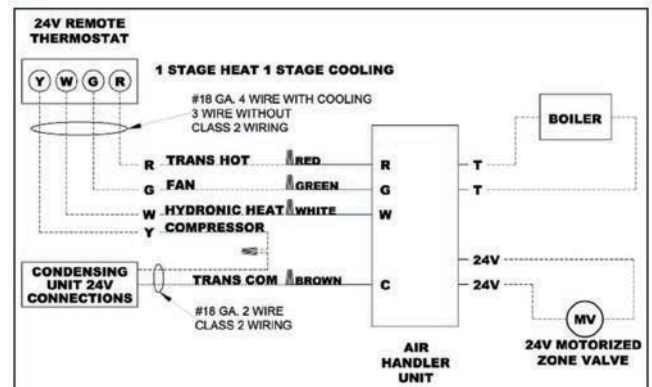 24V REMOTE
THERMOSTAT
Y W G R
1 STAGE HEAT 1 STAGE COOLING
#18 GA. 4 WIRE WITH COOLING
3 WIRE WITHOUT
CLASS 2 WIRING
BOILER
R TRANS HOT RED R T
G FAN GREEN G T
W HYDRONIC HEAT WHITE W
Y COMPRESSOR
24V
CONDENSING
UNIT 24V
CONNECTIONS
TRANS COM BROWN C 24V
#18 GA. 2 WIRE
CLASS 2 WIRING
MV
AIR
HANDLER
UNIT
24V MOTORIZED
ZONE VALVE